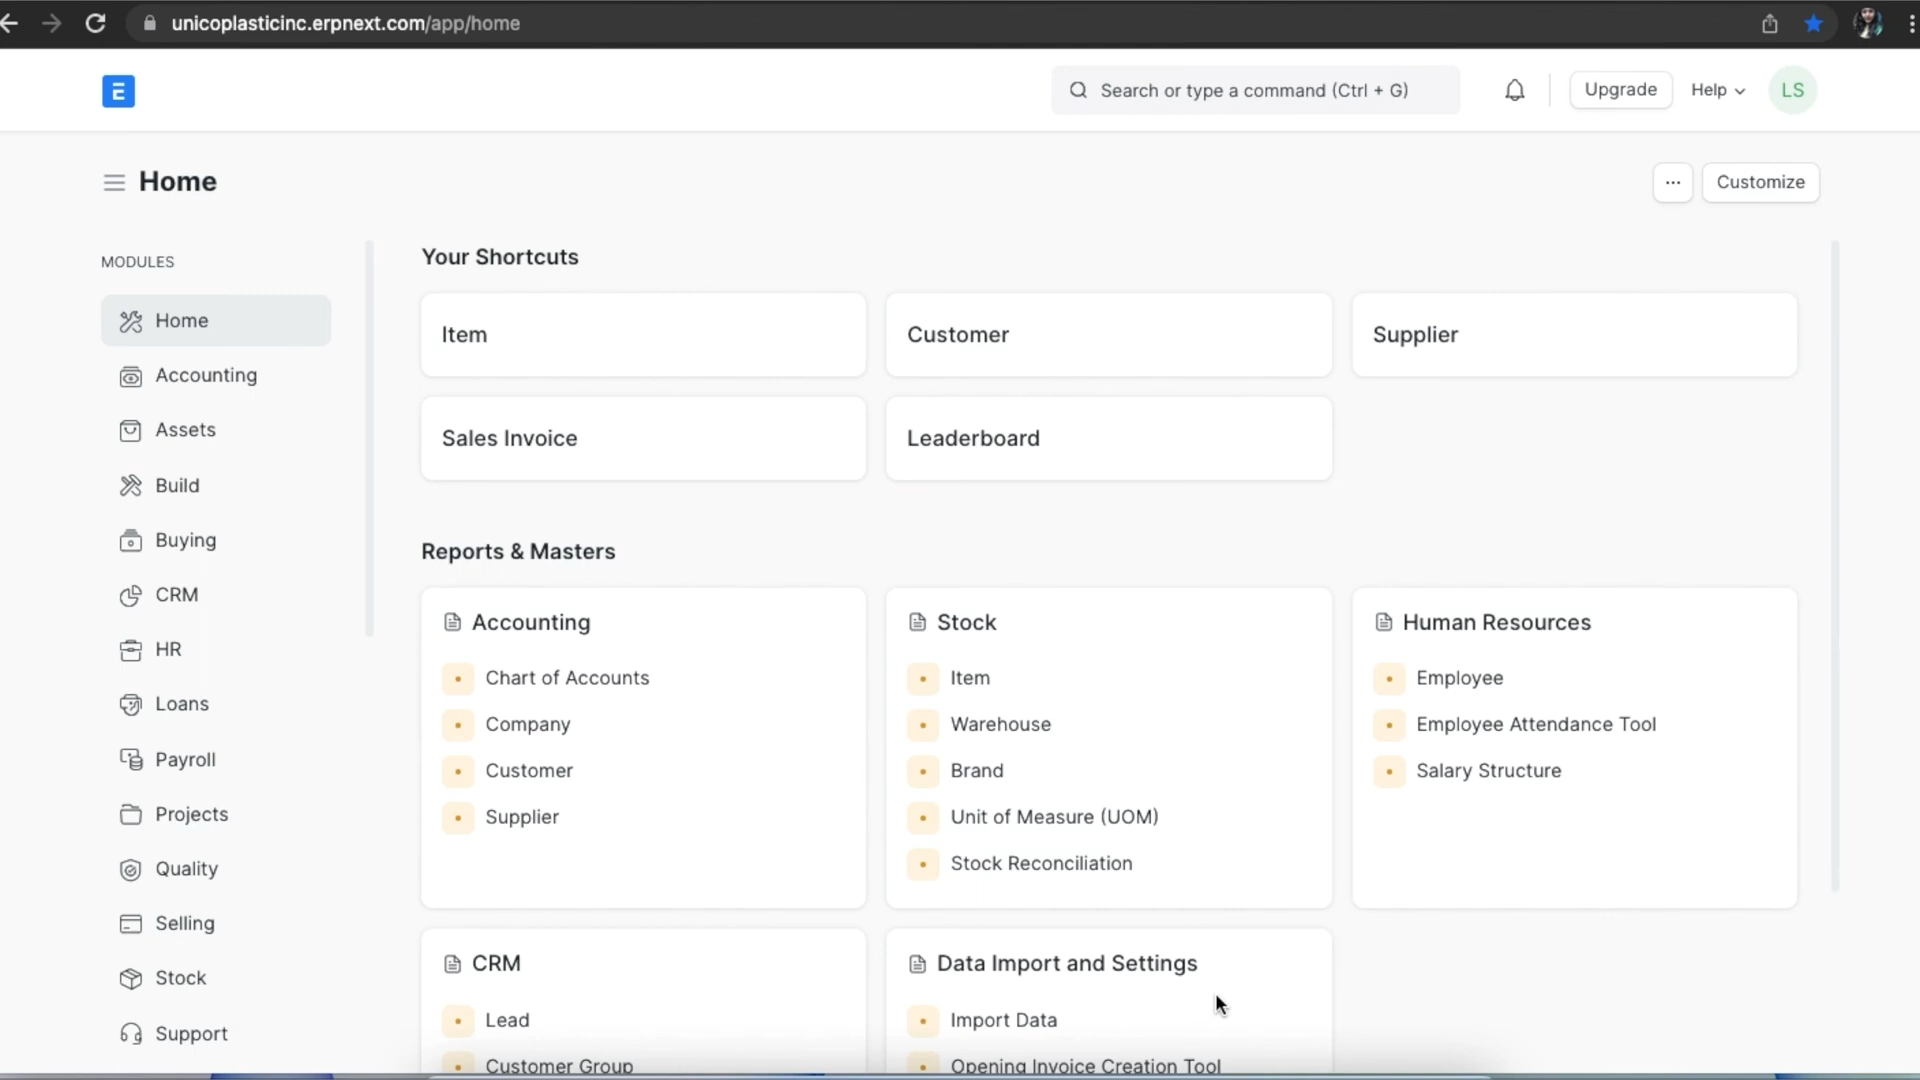 unicoplasticinc.erpnext.com/app/home
E
Search or type a command (Ctrl + G)
Upgrade
Help
LS
Home
...
Customize
MODULES
Home
Accounting
Assets
Build
Buying
CRM
HR
Loans
Payroll
Projects
Quality
Selling
Stock
Support
Your Shortcuts
Item
Customer
Supplier
Sales Invoice
Leaderboard
Reports & Masters
Accounting
Chart of Accounts
Company
Customer
Supplier
Stock
Item
Warehouse
Brand
Unit of Measure (UOM)
Stock Reconciliation
Human Resources
Employee
Employee Attendance Tool
Salary Structure
CRM
Lead
Customer Group
Data Import and Settings
Import Data
Opening Invoice Creation Tool